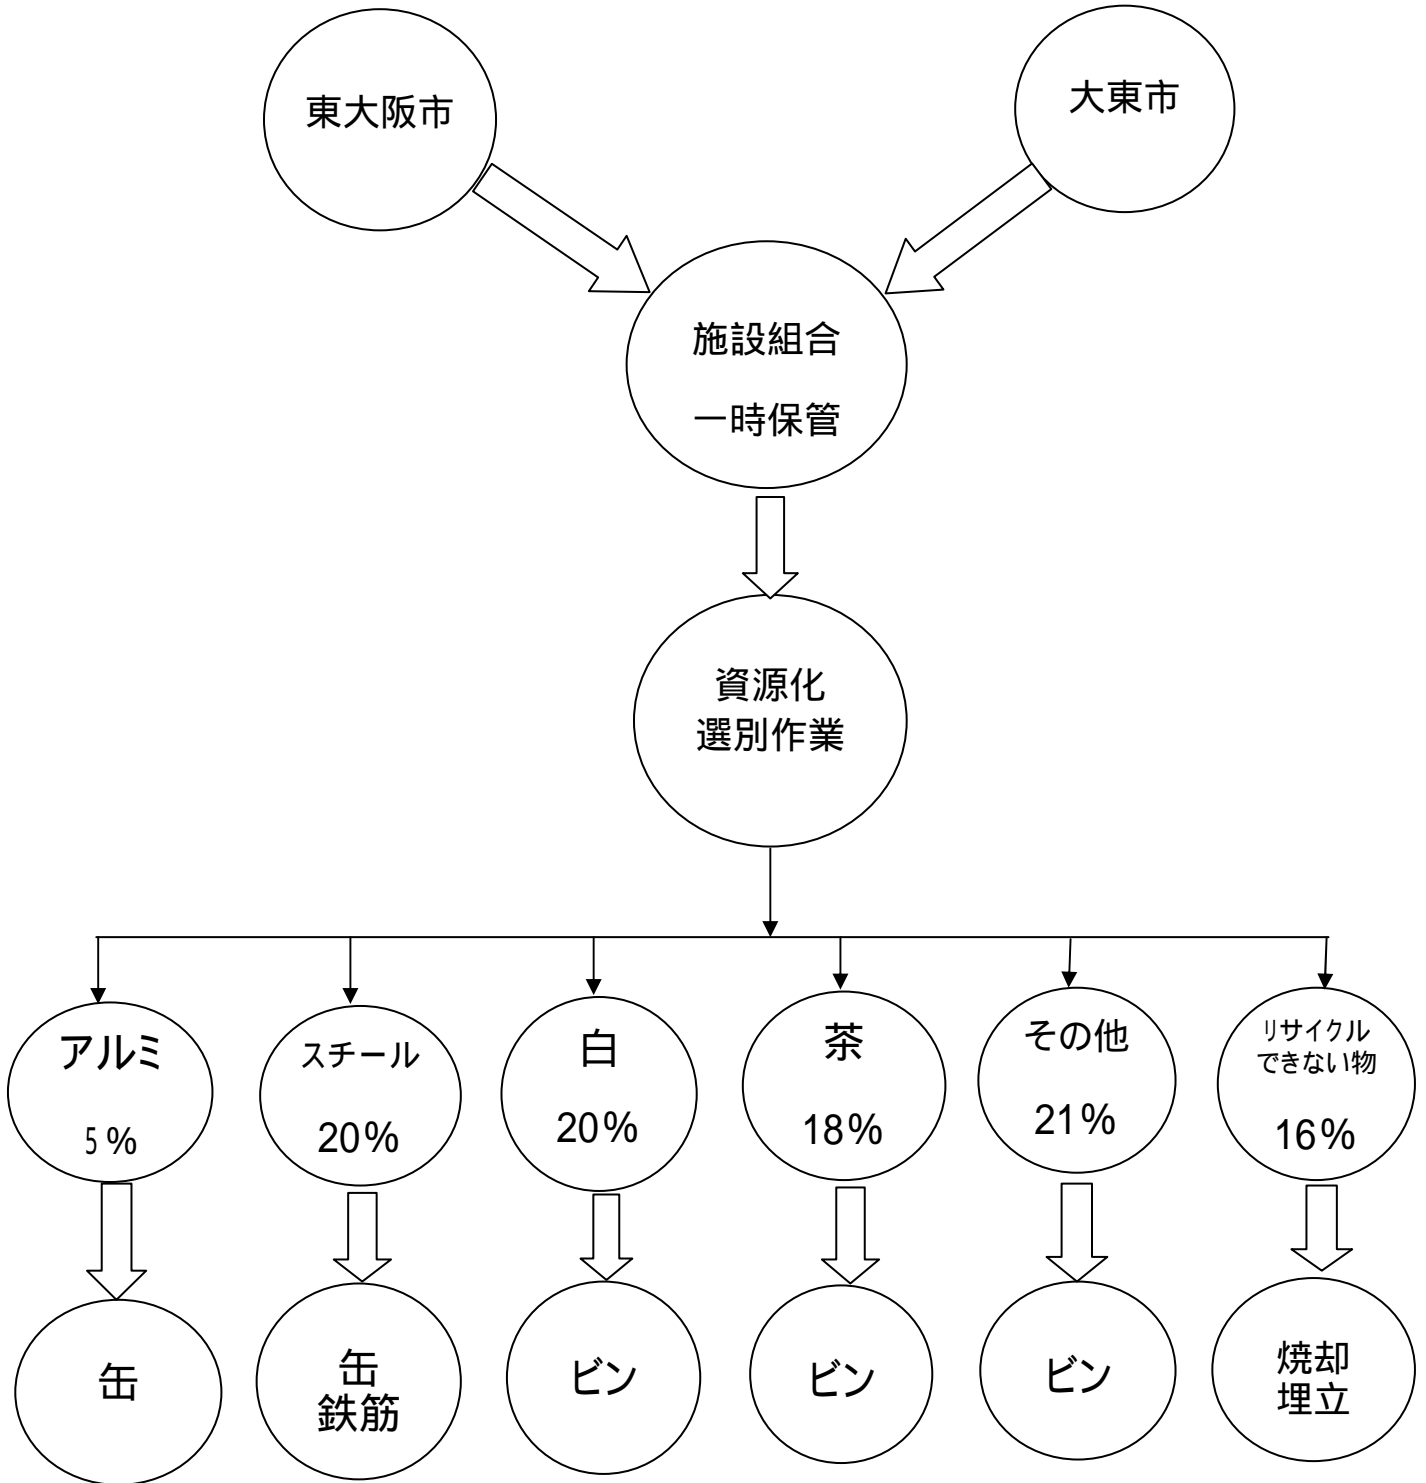 東大阪市
大東市
施設組合
一時保管
資源化
選別作業
アルミ
5%
スチール
20%
白
20%
茶
18%
その他
21%
リサイクル
できない物
16%
缶
缶
鉄筋
ビン
ビン
ビン
焼却
埋立